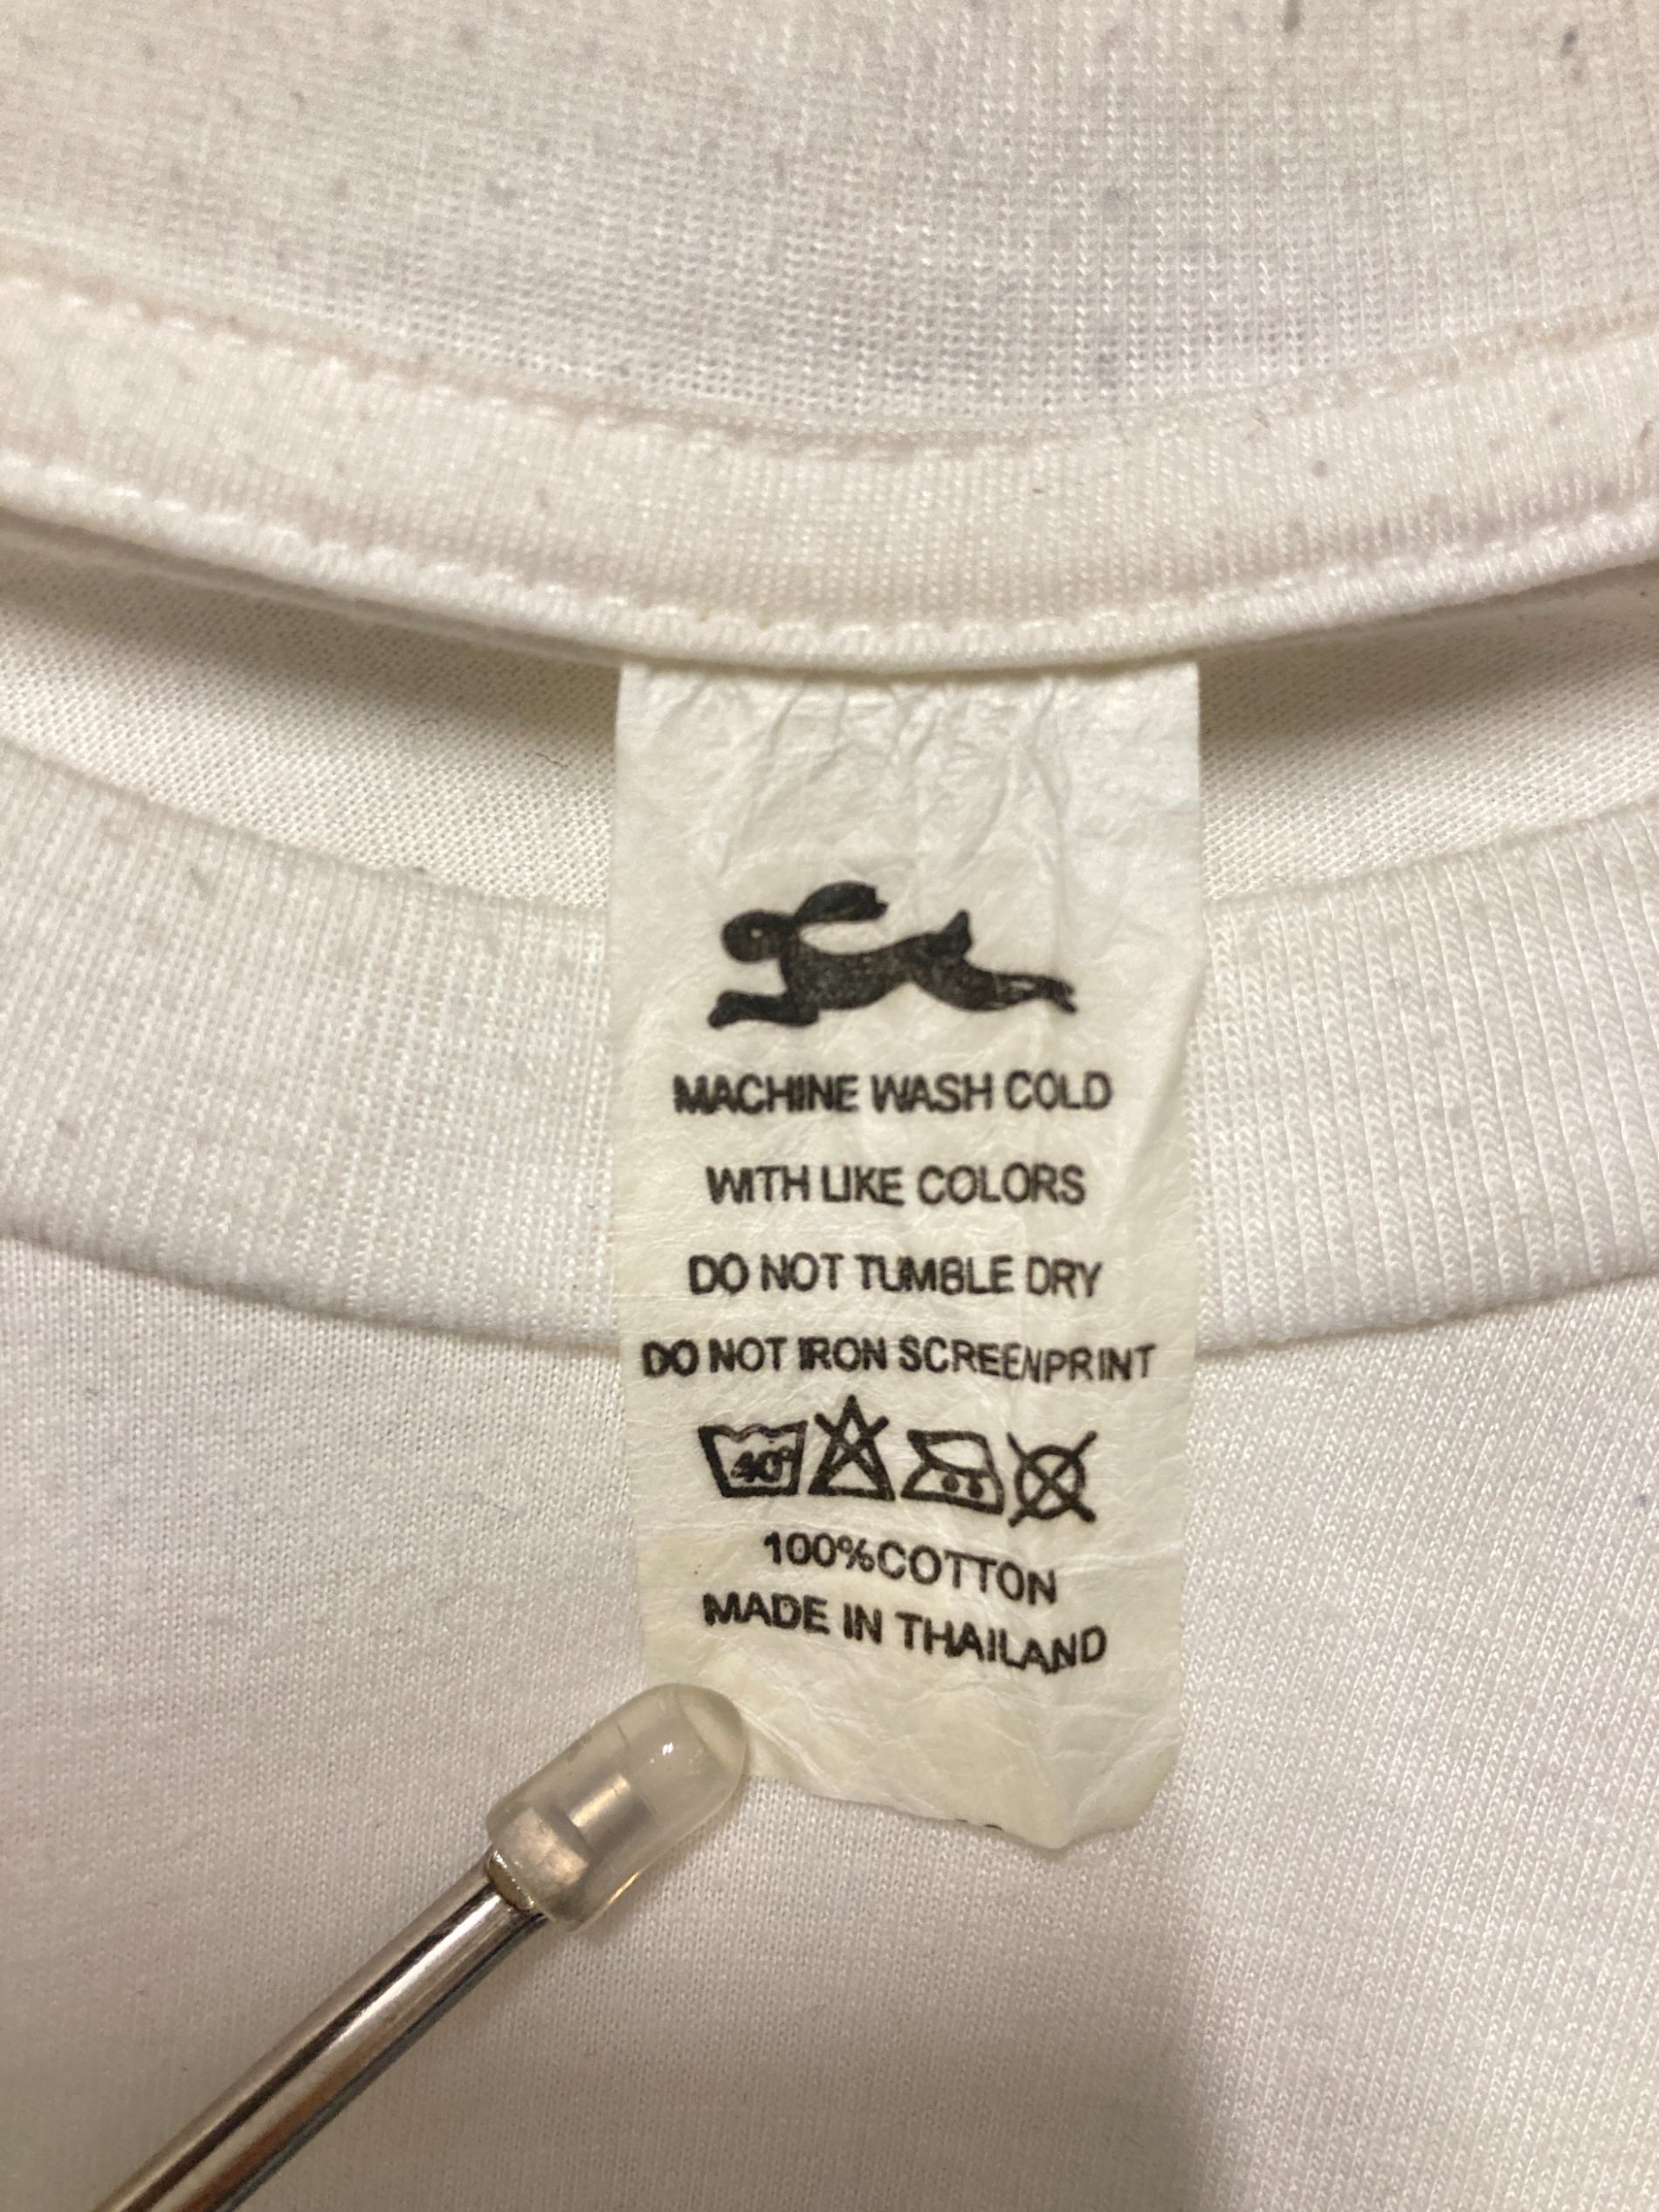 MACHINE WASH COLD
WITH LIKE COLORS
DO NOT TUMBLE DRY
DO NOT IRON SCREENPRINT
40°
100%COTTON
MADE IN THAILAND